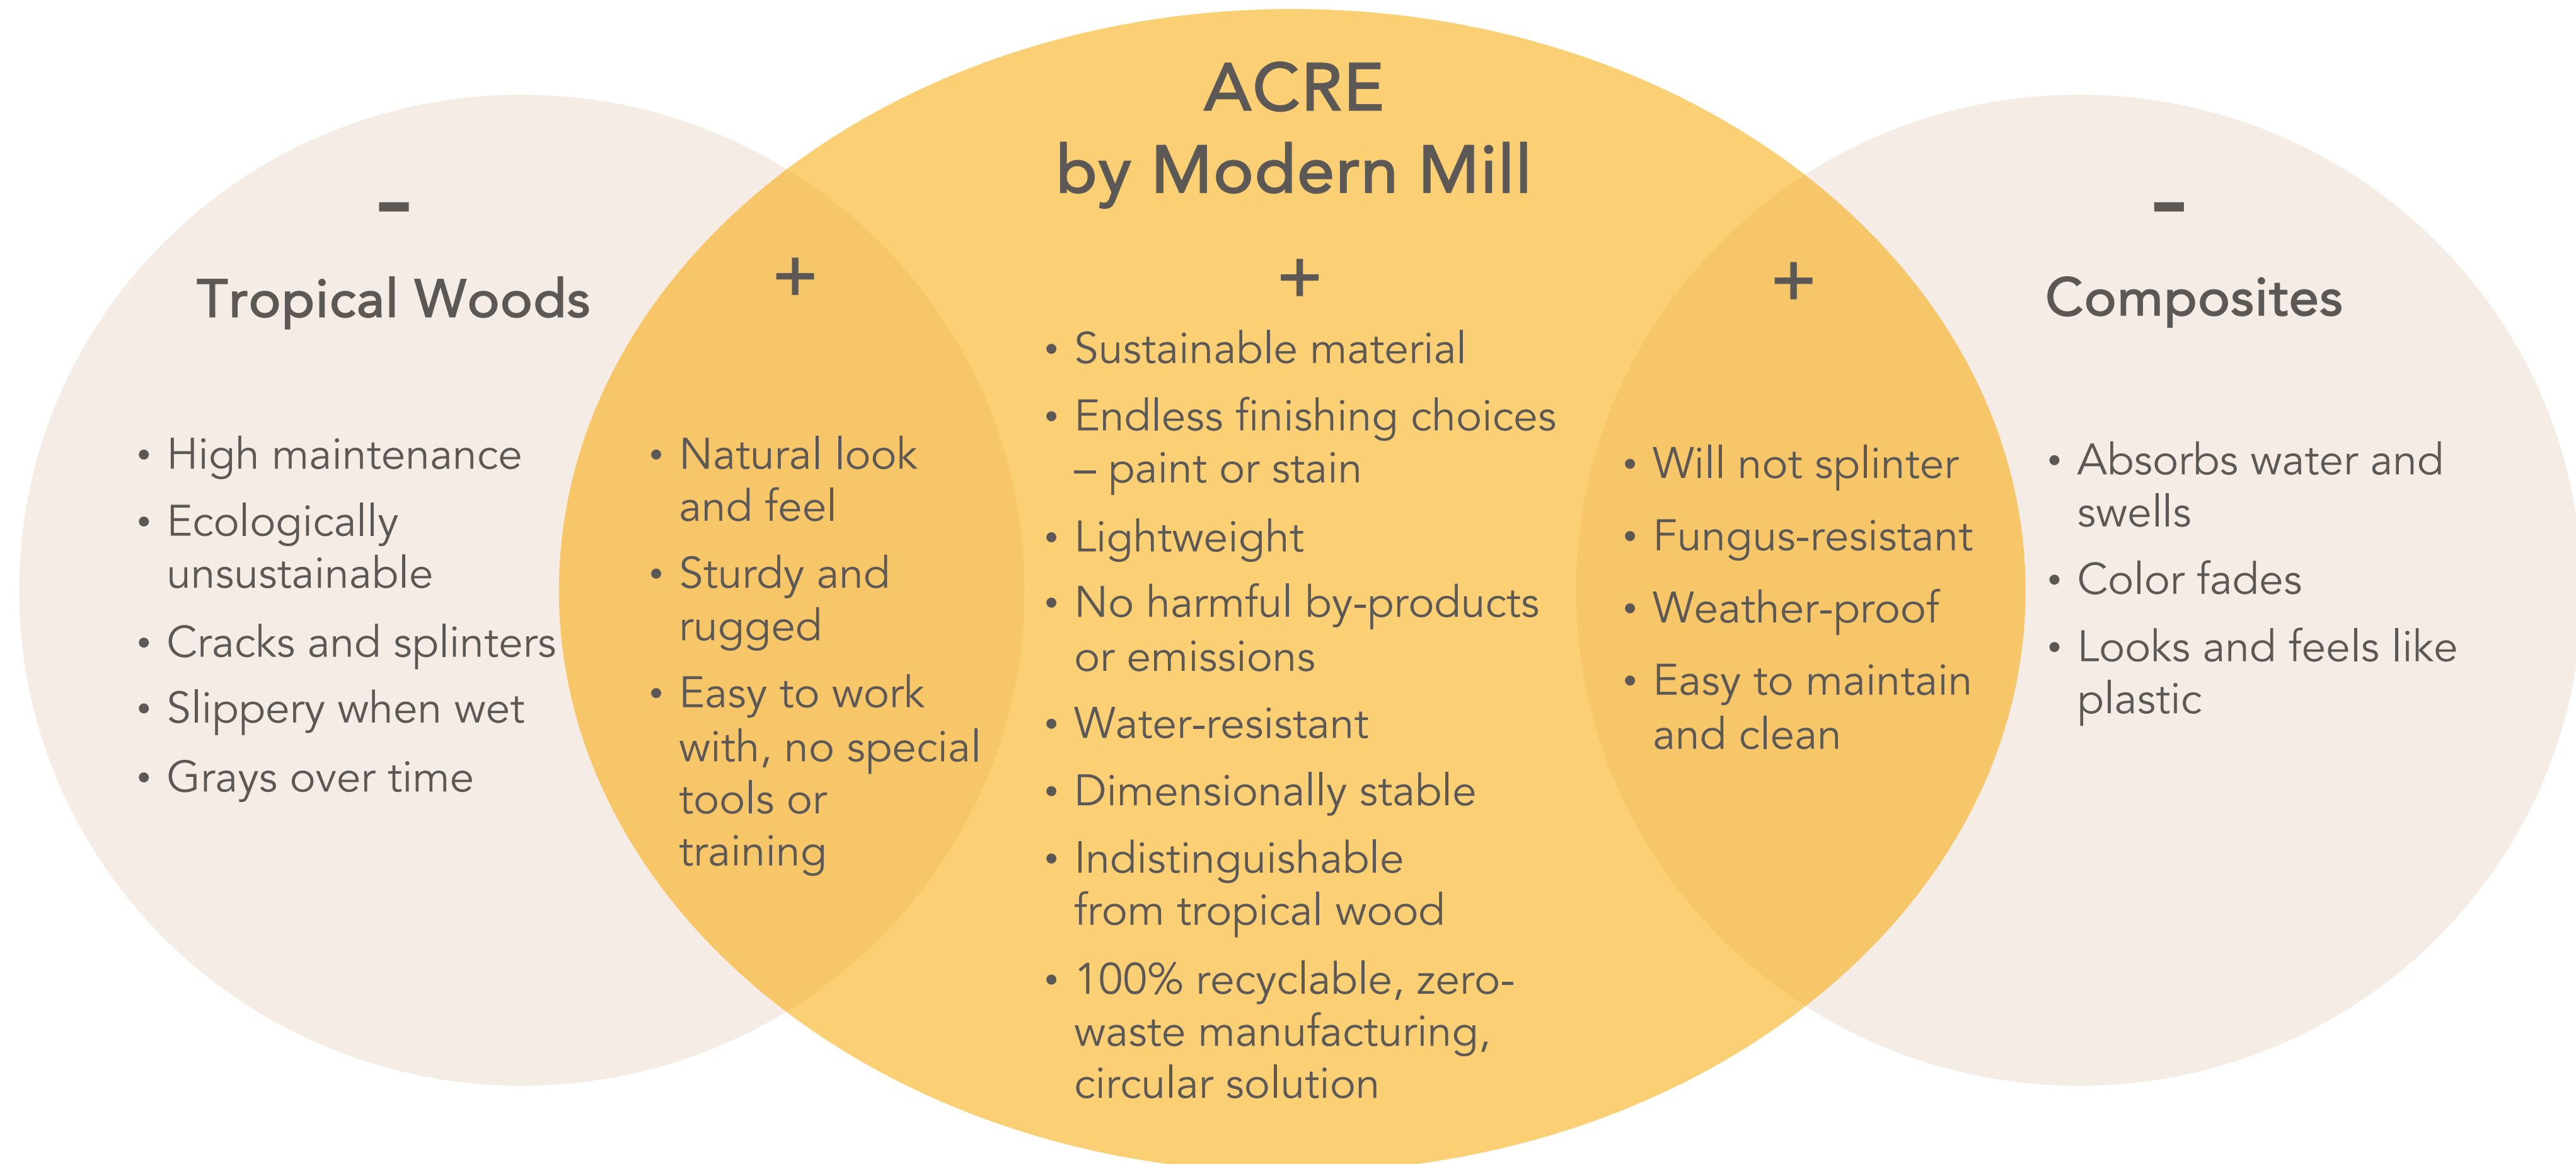 ACRE
by Modern Mill
-
Tropical Woods
• High maintenance
• Ecologically
unsustainable
• Cracks and splinters
• Slippery when wet
• Grays over time
+
• Natural look
and feel
• Sturdy and
rugged
• Easy to work
with, no special
tools or
training
+
• Sustainable material
• Endless finishing choices
– paint or stain
• Lightweight
• No harmful by-products
or emissions
• Water-resistant
• Dimensionally stable
• Indistinguishable
from tropical wood
• 100% recyclable, zero-
waste manufacturing,
circular solution
+
• Will not splinter
• Fungus-resistant
• Weather-proof
• Easy to maintain
and clean
-
Composites
• Absorbs water and
swells
• Color fades
• Looks and feels like
plastic